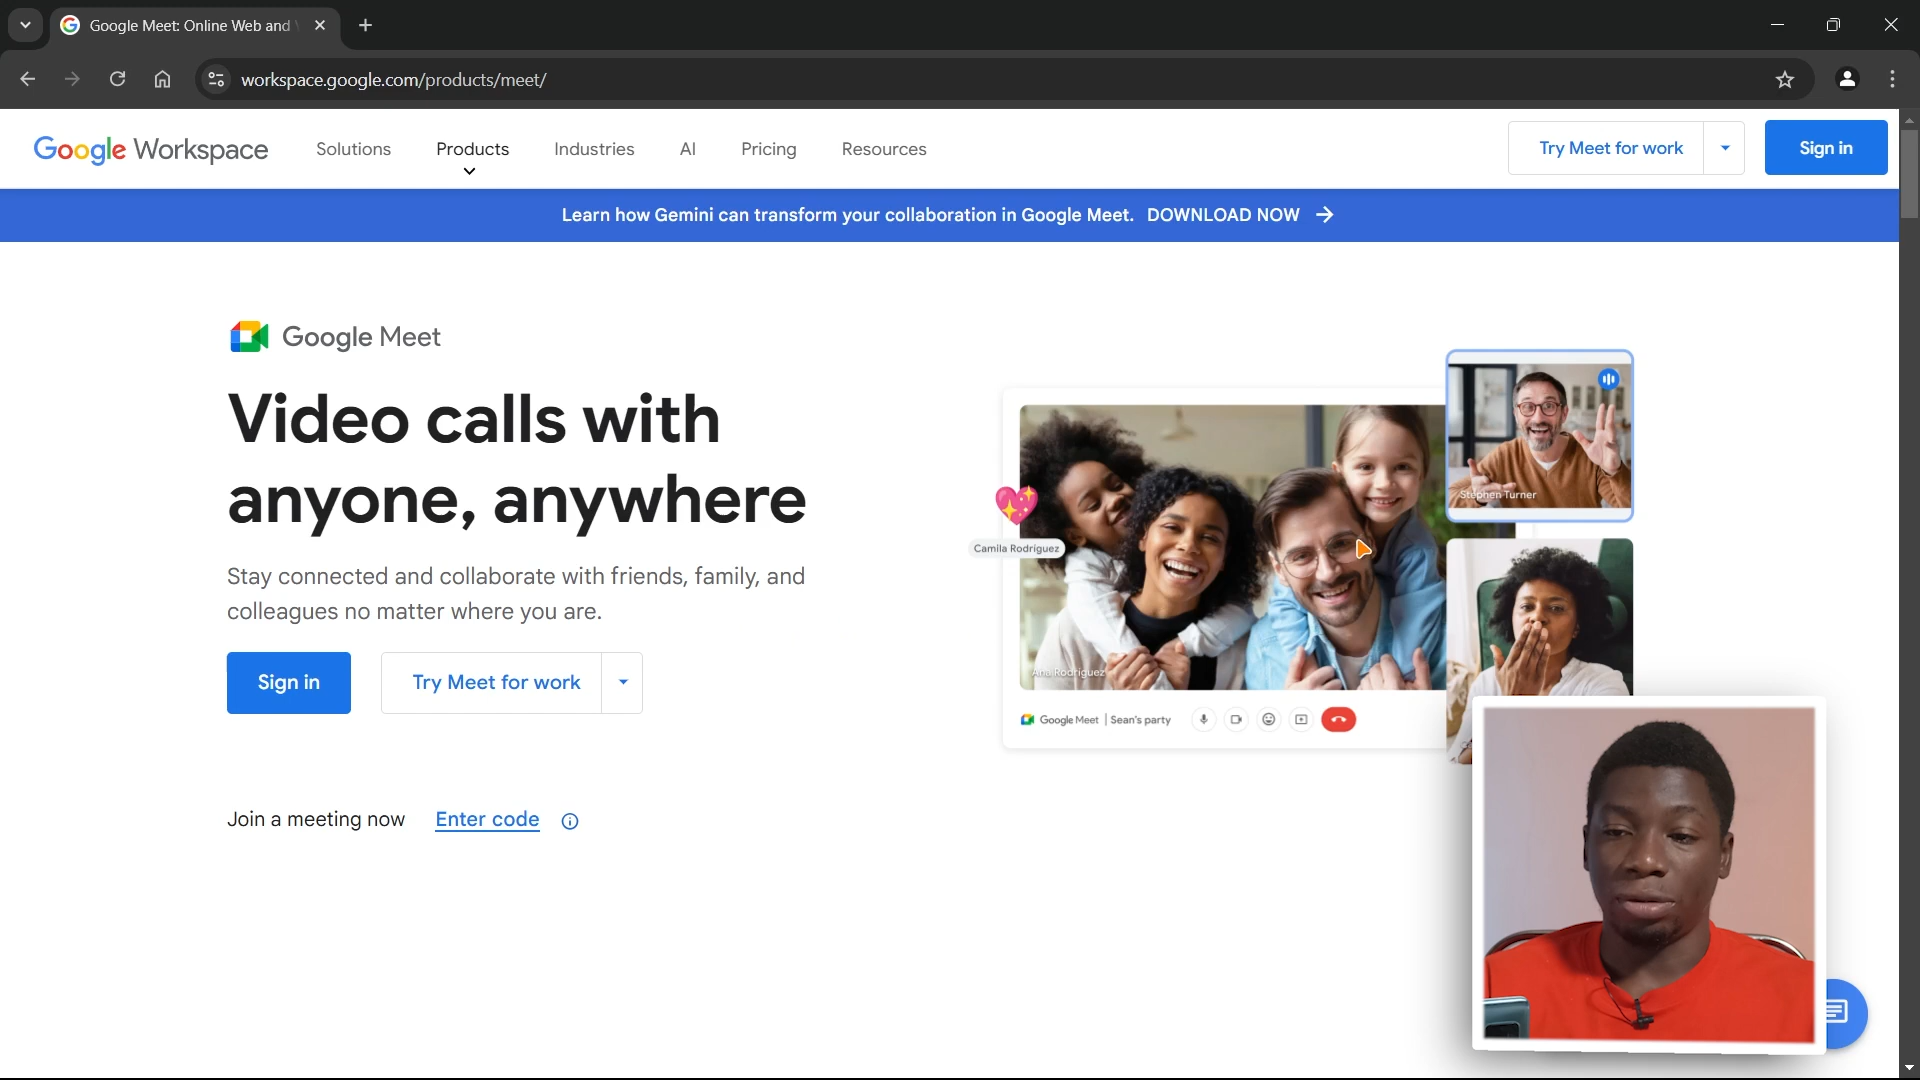 Google Meet: Online Web and
workspace.google.com/products/meet/
Google Workspace
Solutions
Products
Industries
AI
Pricing
Resources
Try Meet for work
Sign in
Learn how Gemini can transform your collaboration in Google Meet. DOWNLOAD NOW
Google Meet
Video calls with
anyone, anywhere
Stay connected and collaborate with friends, family, and
colleagues no matter where you are.
Sign in
Try Meet for work
Join a meeting now
Enter code
Stephen Turner
Camila Rodriguez
Ana Rodriguez
Google Meet | Sean's party